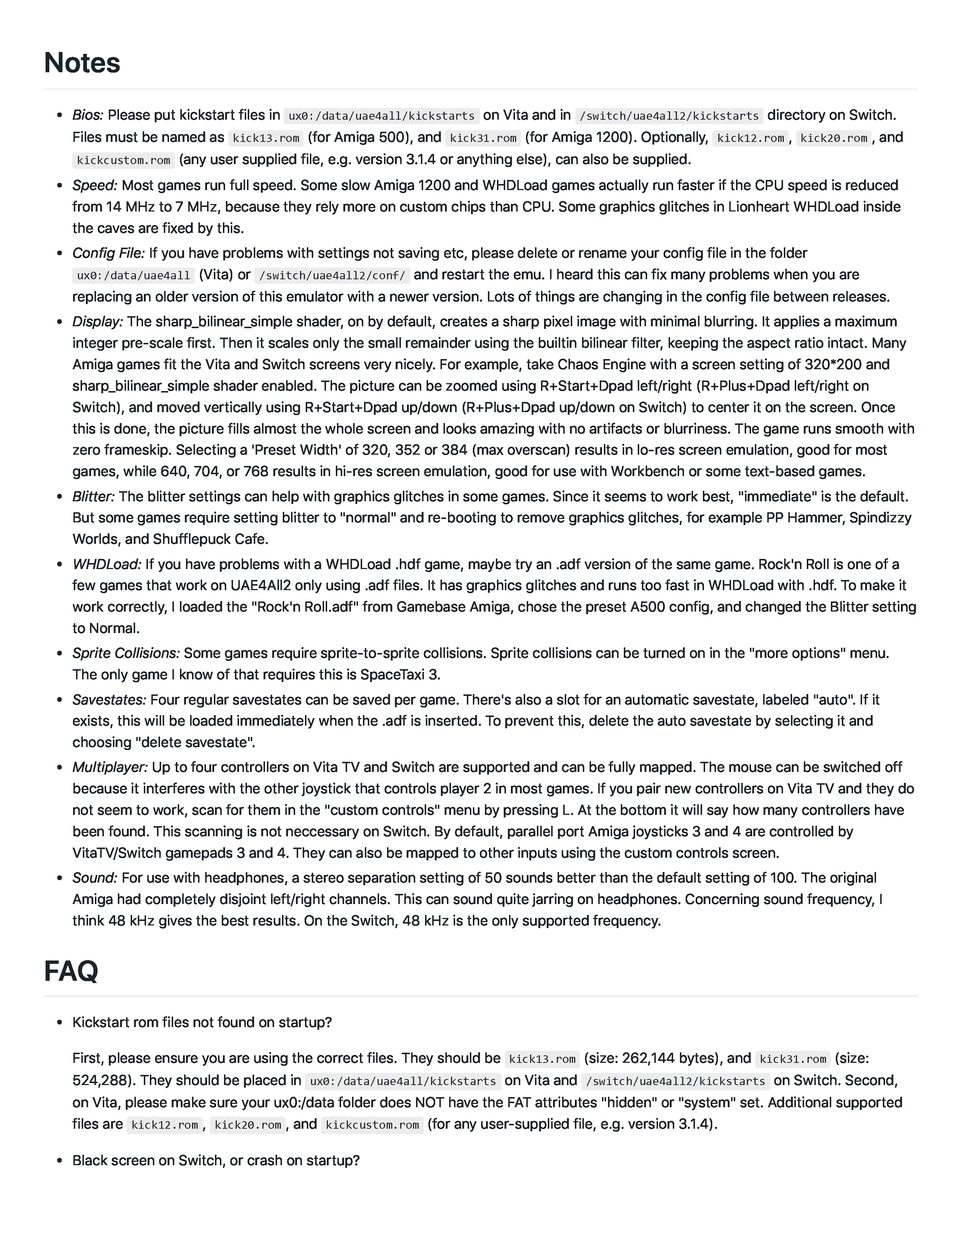 Notes
• Bios: Please put kickstart files in ux0:/data/uae4all/kickstarts on Vita and in /switch/uae4all2/kickstarts directory on Switch.
Files must be named as kick13.rom (for Amiga 500), and kick31.rom (for Amiga 1200). Optionally, kick12.rom, kick20.rom, and
kickcustom.rom (any user supplied file, e.g. version 3.1.4 or anything else), can also be supplied.
• Speed: Most games run full speed. Some slow Amiga 1200 and WHDLoad games actually run faster if the CPU speed is reduced
from 14 MHz to 7 MHz, because they rely more on custom chips than CPU. Some graphics glitches in Lionheart WHDLoad inside
the caves are fixed by this.
• Config File: If you have problems with settings not saving etc, please delete or rename your config file in the folder
ux0:/data/uae4all (Vita) or /switch/uae4all2/conf/ and restart the emu. I heard this can fix many problems when you are
replacing an older version of this emulator with a newer version. Lots of things are changing in the config file between releases.
• Display: The sharp_bilinear_simple shader, on by default, creates a sharp pixel image with minimal blurring. It applies a maximum
integer pre-scale first. Then it scales only the small remainder using the builtin bilinear filter, keeping the aspect ratio intact. Many
Amiga games fit the Vita and Switch screens very nicely. For example, take Chaos Engine with a screen setting of 320*200 and
sharp_bilinear_simple shader enabled. The picture can be zoomed using R+Start+Dpad left/right (R+Plus+Dpad left/right on
Switch), and moved vertically using R+Start+Dpad up/down (R+Plus+Dpad up/down on Switch) to center it on the screen. Once
this is done, the picture fills almost the whole screen and looks amazing with no artifacts or blurriness. The game runs smooth with
zero frameskip. Selecting a 'Preset Width' of 320, 352 or 384 (max overscan) results in lo-res screen emulation, good for most
games, while 640, 704, or 768 results in hi-res screen emulation, good for use with Workbench or some text-based games.
• Blitter: The blitter settings can help with graphics glitches in some games. Since it seems to work best, "immediate" is the default.
But some games require setting blitter to "normal" and re-booting to remove graphics glitches, for example PP Hammer, Spindizzy
Worlds, and Shufflepuck Cafe.
• WHDLoad: If you have problems with a WHDLoad .hdf game, maybe try an .adf version of the same game. Rock'n Roll is one of a
few games that work on UAE4All2 only using .adf files. It has graphics glitches and runs too fast in WHDLoad with .hdf. To make it
work correctly, I loaded the "Rock'n Roll.adf" from Gamebase Amiga, chose the preset A500 config, and changed the Blitter setting
to Normal.
• Sprite Collisions: Some games require sprite-to-sprite collisions. Sprite collisions can be turned on in the "more options" menu.
The only game I know of that requires this is SpaceTaxi 3.
• Savestates: Four regular savestates can be saved per game. There's also a slot for an automatic savestate, labeled "auto". If it
exists, this will be loaded immediately when the .adf is inserted. To prevent this, delete the auto savestate by selecting it and
choosing "delete savestate".
• Multiplayer: Up to four controllers on Vita TV and Switch are supported and can be fully mapped. The mouse can be switched off
because it interferes with the other joystick that controls player 2 in most games. If you pair new controllers on Vita TV and they do
not seem to work, scan for them in the "custom controls" menu by pressing L. At the bottom it will say how many controllers have
been found. This scanning is not neccessary on Switch. By default, parallel port Amiga joysticks 3 and 4 are controlled by
VitaTV/Switch gamepads 3 and 4. They can also be mapped to other inputs using the custom controls screen.
• Sound: For use with headphones, a stereo separation setting of 50 sounds better than the default setting of 100. The original
Amiga had completely disjoint left/right channels. This can sound quite jarring on headphones. Concerning sound frequency, I
think 48 kHz gives the best results. On the Switch, 48 kHz is the only supported frequency.
FAQ
• Kickstart rom files not found on startup?
First, please ensure you are using the correct files. They should be kick13.rom (size: 262,144 bytes), and kick31.rom (size:
524,288). They should be placed in ux0:/data/uae4all/kickstarts on Vita and /switch/uae4all2/kickstarts on Switch. Second,
on Vita, please make sure your ux0:/data folder does NOT have the FAT attributes "hidden" or "system" set. Additional supported
files are kick12.rom, kick20.rom, and kickcustom.rom (for any user-supplied file, e.g. version 3.1.4).
• Black screen on Switch, or crash on startup?